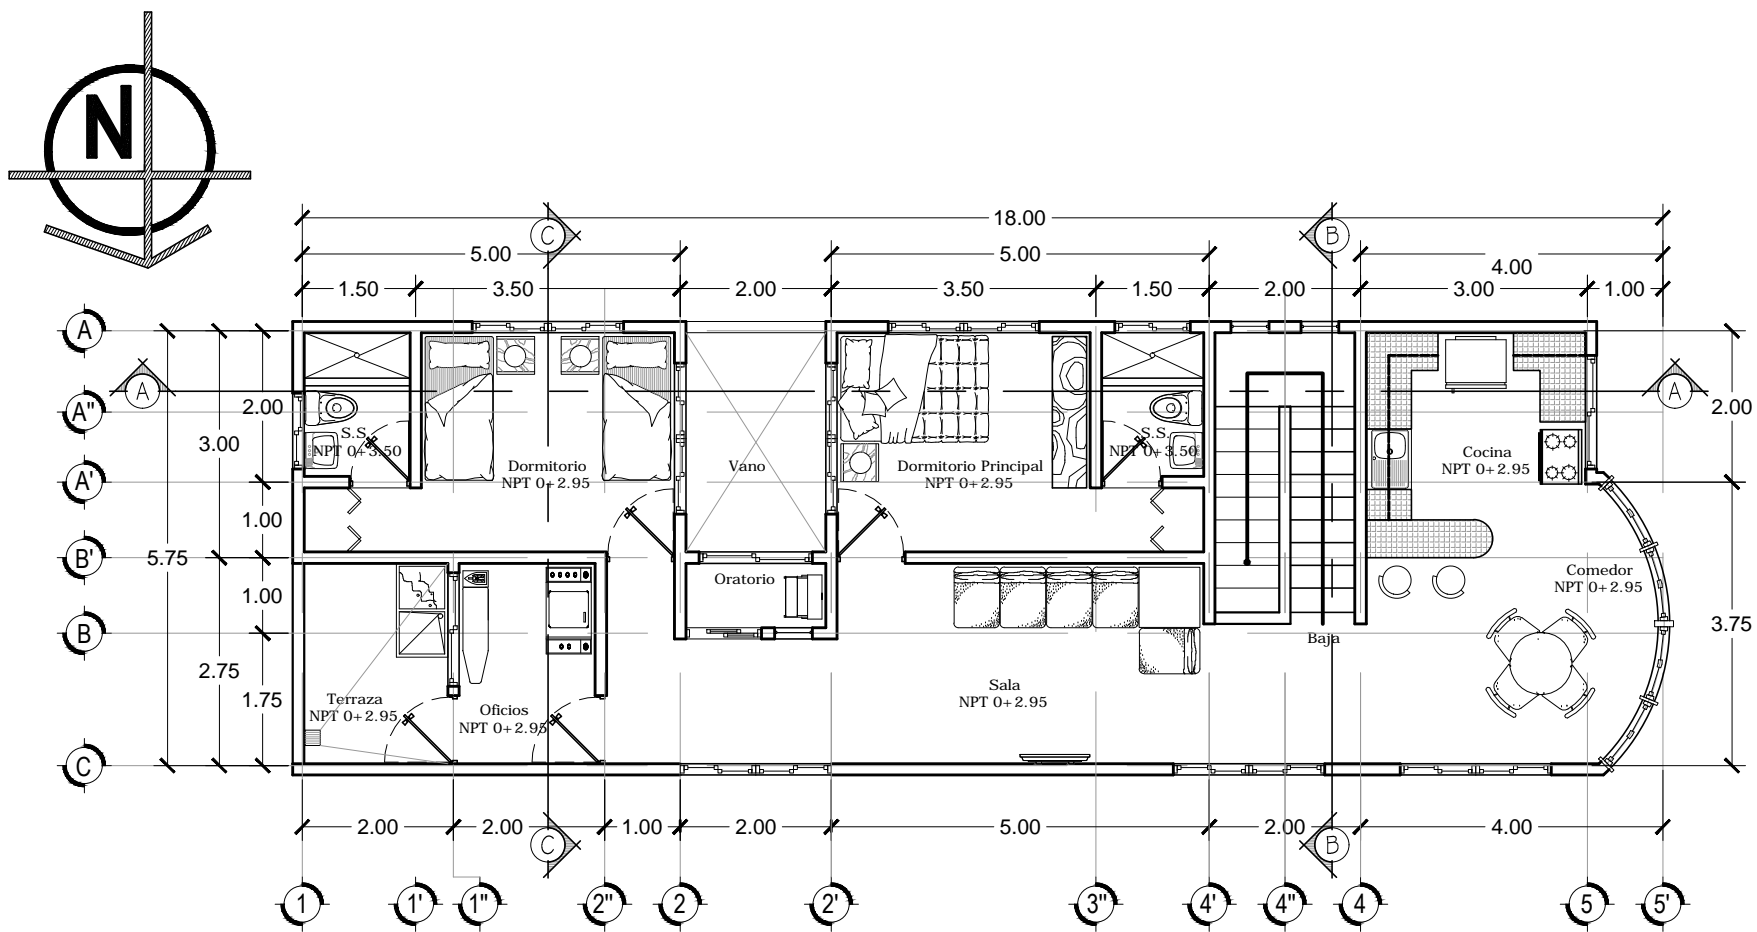 N
18.00
C
B
5.00
5.00
4.00
1.50
3.50
2.00
3.50
1.50
2.00
3.00
1.00
A
A
A
A"
2.00
2.00
3.00
S.S.
NPT 0+3.50
S.S.
NPT 0+3.50
Dormitorio
NPT 0+2.95
Vano
Dormitorio Principal
NPT 0+2.95
Cocina
NPT 0+2.95
A'
1.00
B'
5.75
Oratorio
Comedor
NPT 0+2.95
1.00
B
Baja
3.75
2.75
1.75
Terraza
NPT 0+2.95
Oficios
NPT 0+2.95
Sala
NPT 0+2.95
C
2.00
2.00
1.00
2.00
5.00
2.00
4.00
C
B
1
1'
1"
2"
2
2'
3"
4'
4"
4
5
5'